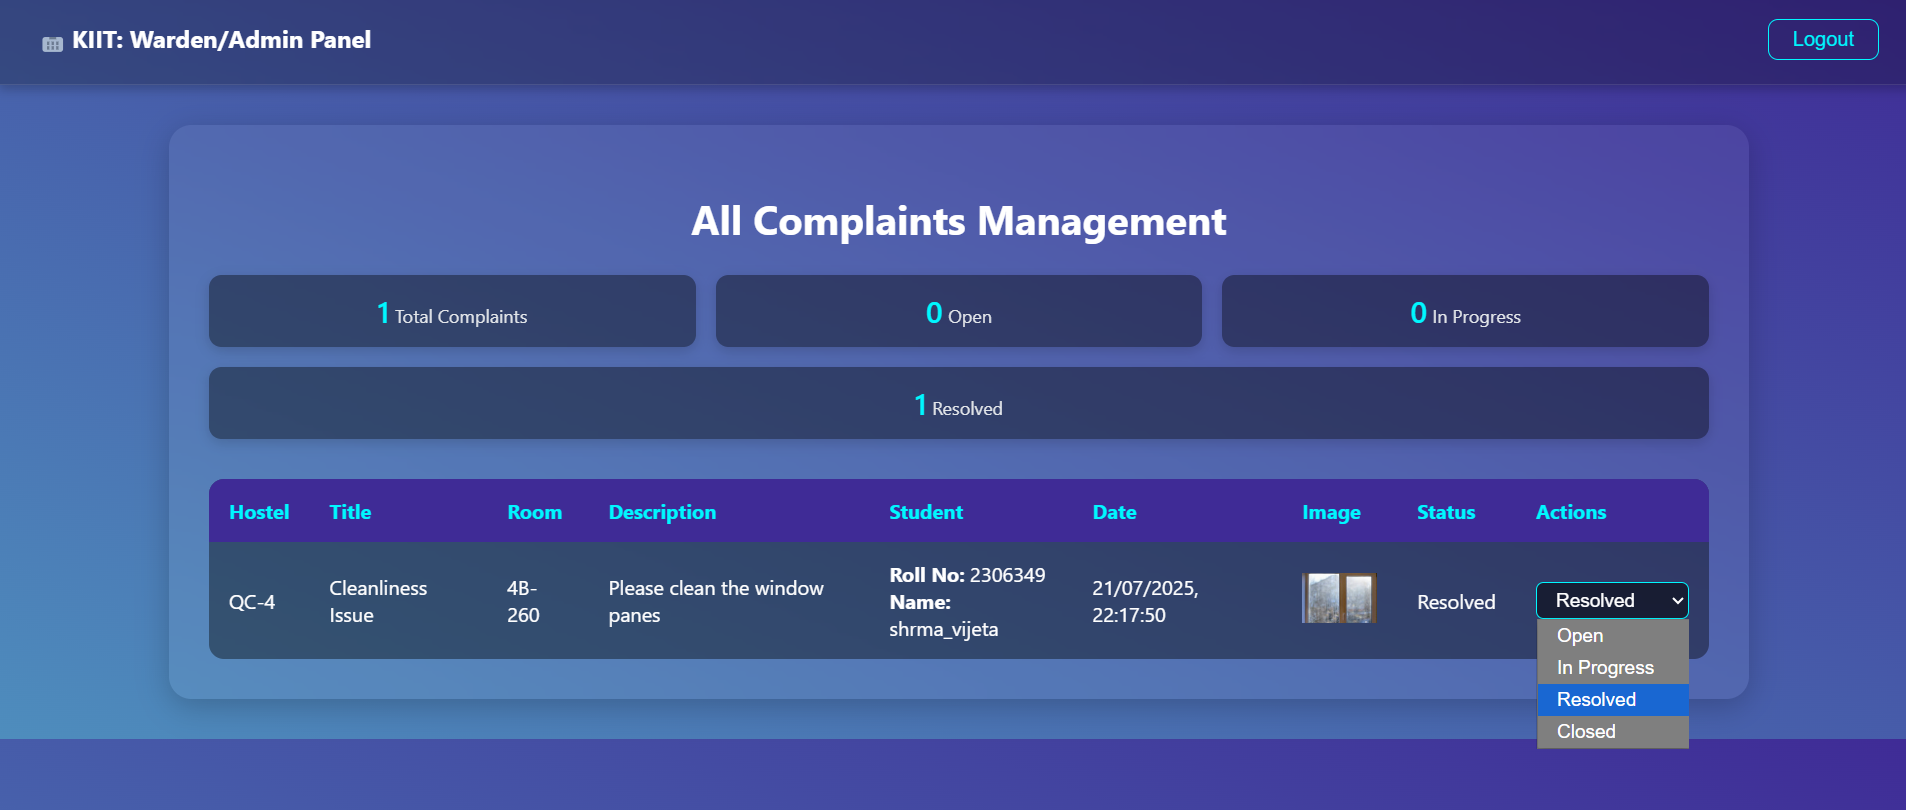 KIIT: Warden/Admin Panel
Logout
All Complaints Management
1 Total Complaints
0 Open
0 In Progress
1 Resolved
Hostel Title Room Description Student Date Image Status Actions
QC-4
Cleanliness
Issue
4B-
260
Please clean the window
panes
Roll No: 2306349
Name:
shrma_vijeta
21/07/2025,
22:17:50
Resolved
Resolved
Open
In Progress
Resolved
Closed